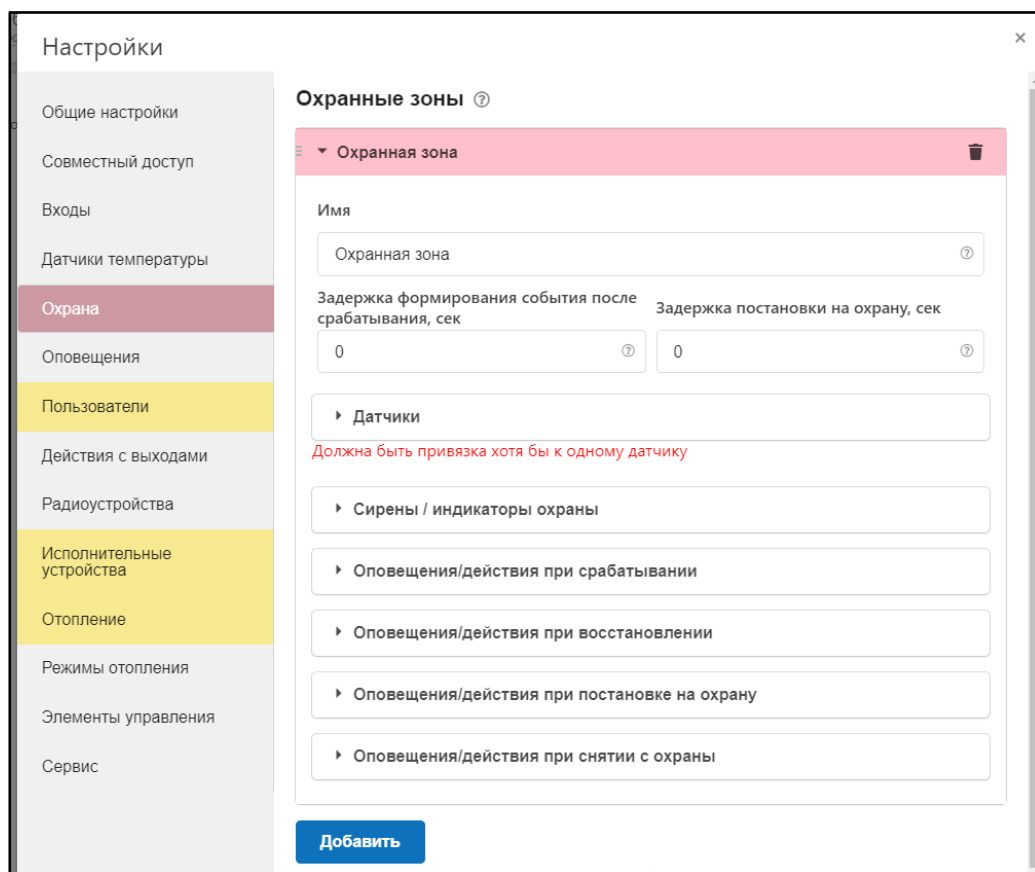 Настройки
Общие настройки
Совместный доступ
Входы
Датчики температуры
Охрана
Оповещения
Пользователи
Действия с выходами
Радиоустройства
Исполнительные
устройства
Отопление
Режимы отопления
Элементы управления
Сервис
Охранные зоны
Охранная зона
Имя
Охранная зона
Задержка формирования события после
срабатывания, сек
Задержка постановки на охрану, сек
0
0
Датчики
Должна быть привязка хотя бы к одному датчику
Сирены / индикаторы охраны
Оповещения/действия при срабатывании
Оповещения/действия при восстановлении
Оповещения/действия при постановке на охрану
Оповещения/действия при снятии с охраны
Добавить